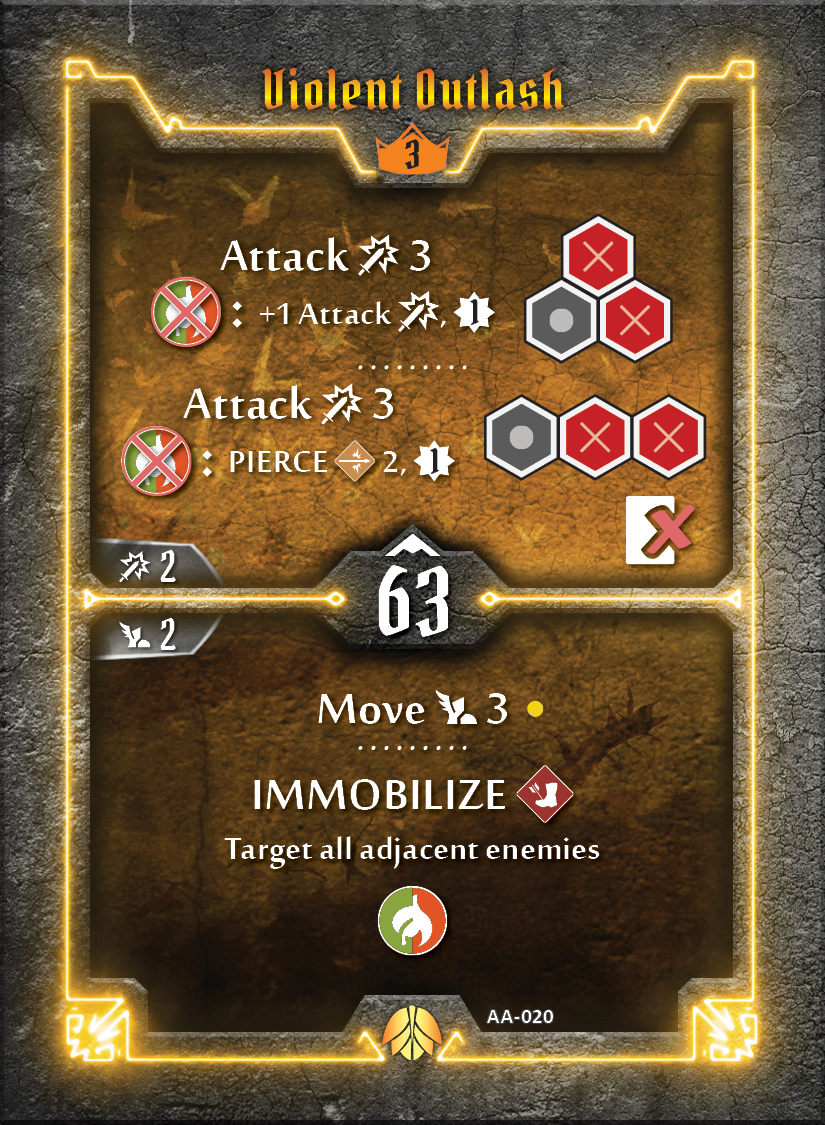 Violent Outlash
3
Attack 3
: +1 Attack , 1
Attack 3
: PIERCE 2, 1
2
63
2
Move 3
IMMOBILIZE
Target all adjacent enemies
AA-020